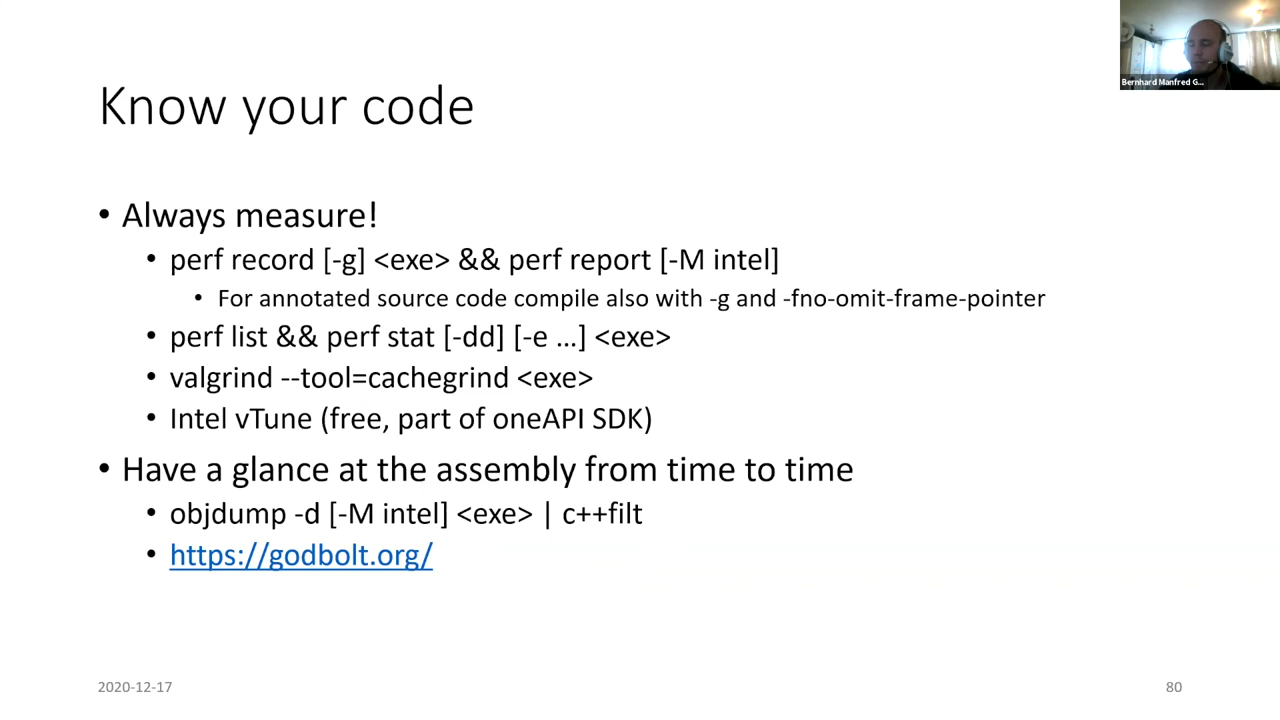 Bernhard Manfred G...
Know your code
• Always measure!
• perf record [-g] <exe> && perf report [-M intel]
• For annotated source code compile also with -g and -fno-omit-frame-pointer
• perf list && perf stat [-dd] [-e …] <exe>
• valgrind --tool=cachegrind <exe>
• Intel vTune (free, part of oneAPI SDK)
• Have a glance at the assembly from time to time
• objdump -d [-M intel] <exe> | c++filt
• https://godbolt.org/
2020-12-17
80